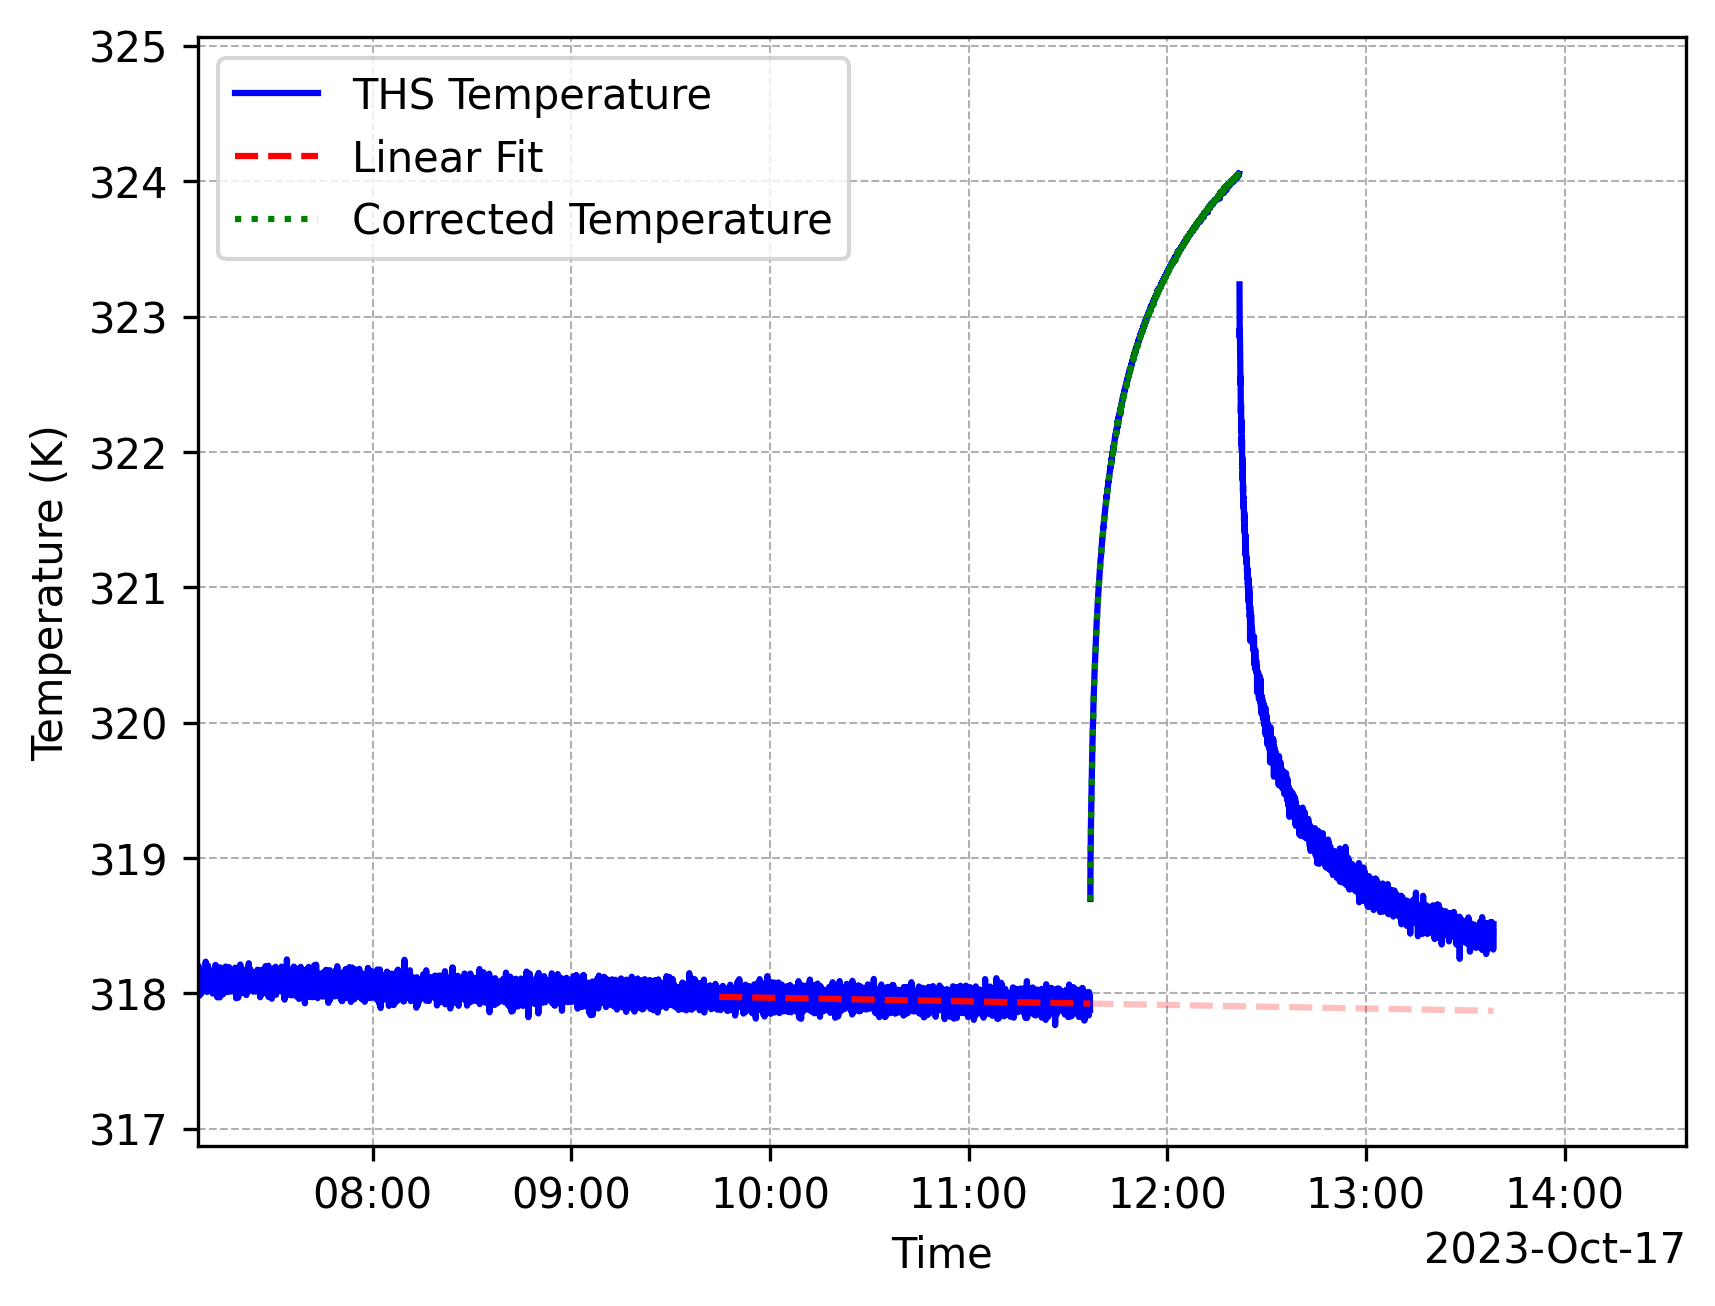 325
THS Temperature
Linear Fit
324
Corrected Temperature
323
322
321
320
319
318
317
Temperature (K)
08:00 09:00 10:00 11:00 12:00 13:00 14:00
Time
2023-Oct-17